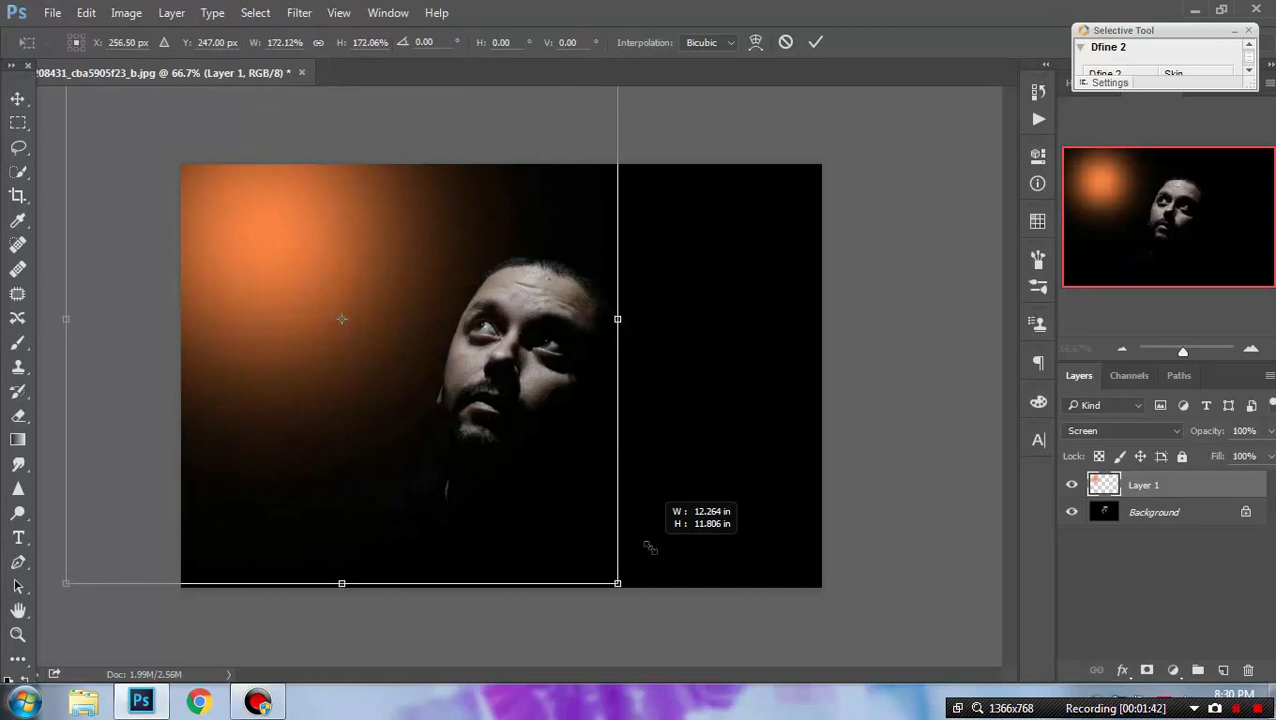 Ps File Edit Image Layer Type Select Filter View Window Help
X: 256.50 px Y: 247.00 px W: 172.12% H: 172.06% 0.00 H: 0.00 ° V: 0.00 ° Interpolation: Bicubic
Selective Tool
Dfine 2
Dfine 2 Skin
Settings
208431_cba5905f23_b.jpg @ 66.7% (Layer 1, RGB/8) *
66.67%
Layers Channels Paths
Kind
Screen Opacity: 100%
Lock: Fill: 100%
Layer 1
Background
W : 12.264 in
H : 11.806 in
Doc: 1.99M/2.56M
Ps
8:30 PM
1366x768 Recording [00:01:42]